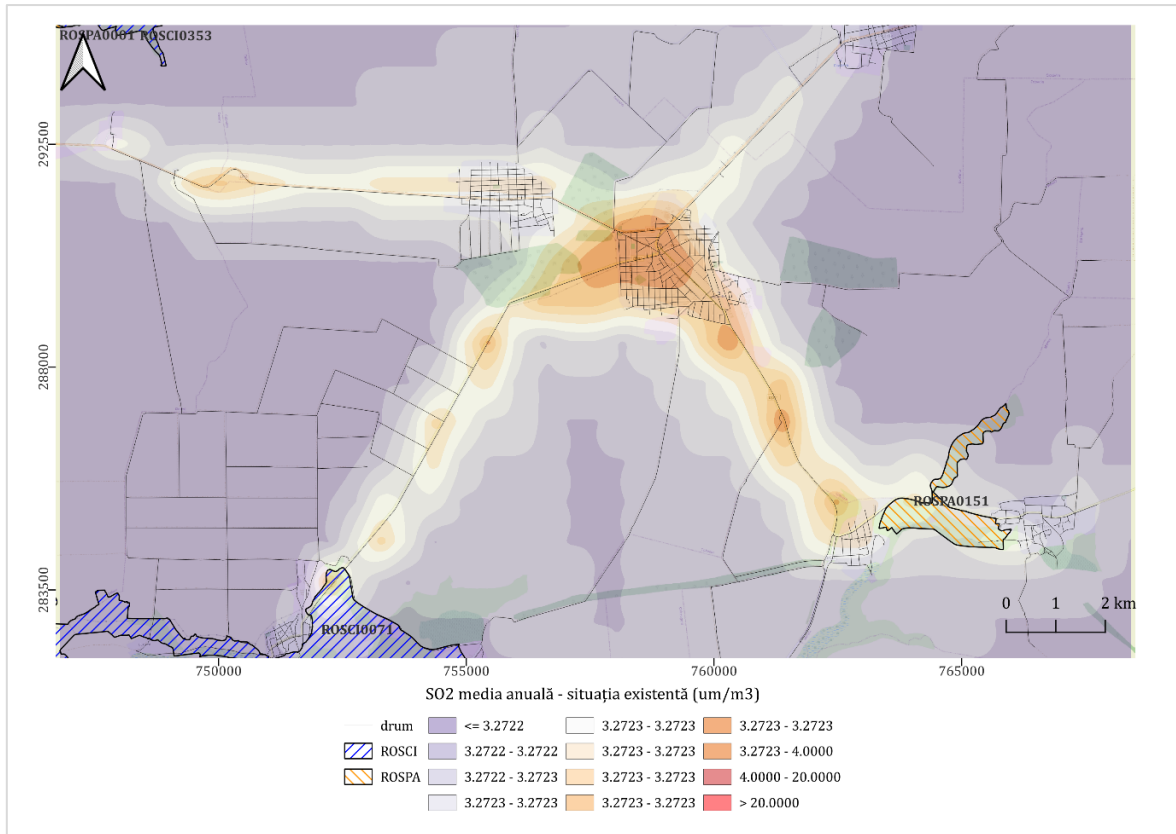 ROSPA0001 ROSCI0353
292500
288000
283500
ROSPA0151
ROSCI0071
0 1 2 km
750000 755000 760000 765000
SO2 media anuală - situația existentă (um/m3)
drum <= 3.2722 3.2723 - 3.2723 3.2723 - 3.2723
ROSCI 3.2722 - 3.2722 3.2723 - 3.2723 3.2723 - 4.0000
ROSPA 3.2722 - 3.2723 3.2723 - 3.2723 4.0000 - 20.0000
3.2723 - 3.2723 3.2723 - 3.2723 > 20.0000